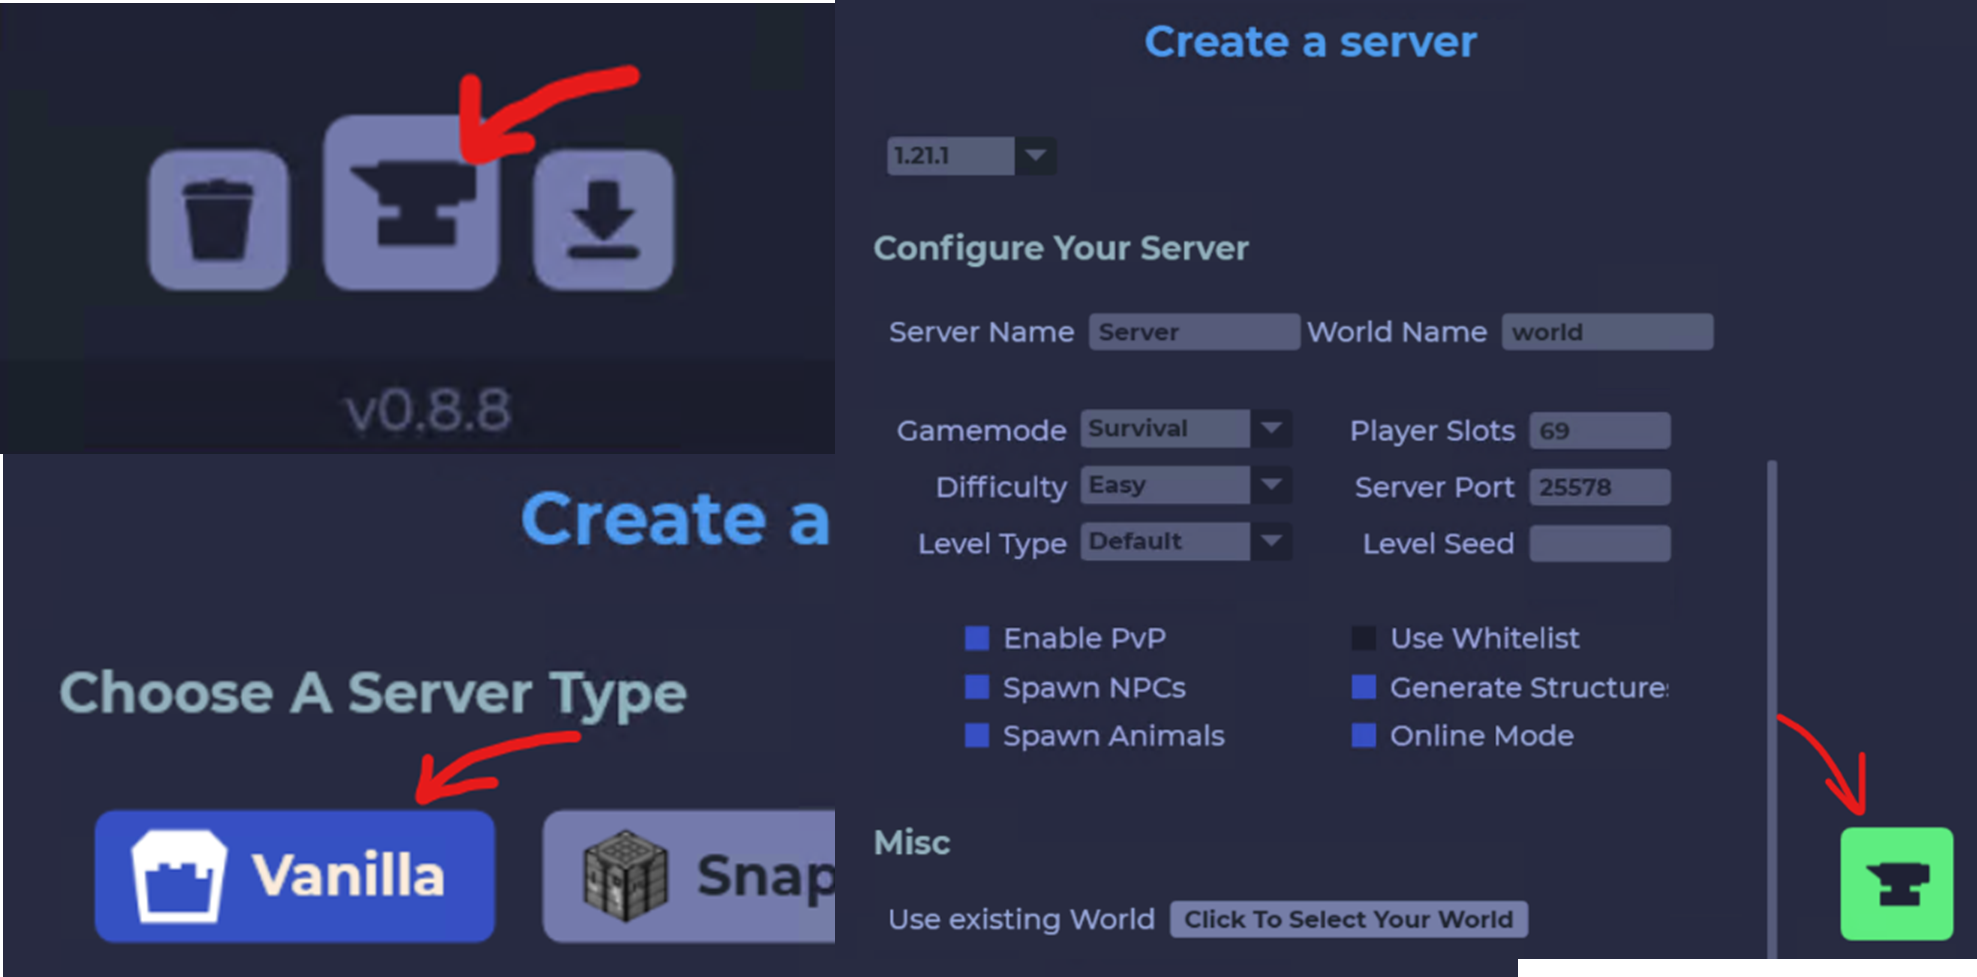 v0.8.8
Create a
Choose A Server Type
Vanilla
Snap
Create a server
1.21.1
Configure Your Server
Server Name Server World Name world
Gamemode Survival Player Slots 69
Difficulty Easy Server Port 25578
Level Type Default Level Seed
Enable PvP Use Whitelist
Spawn NPCs Generate Structure
Spawn Animals Online Mode
Misc
Use existing World Click To Select Your World